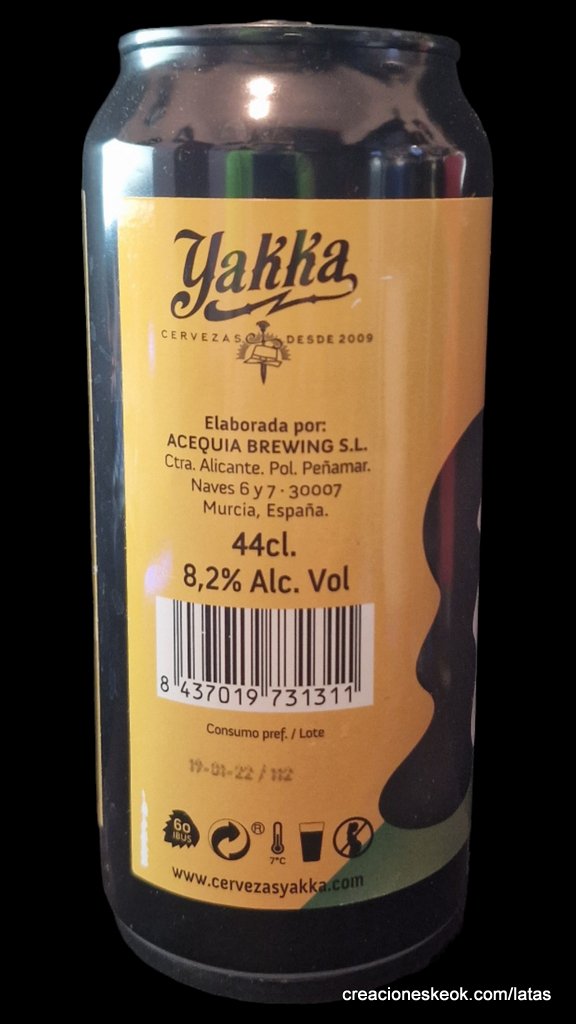 Yakka
CERVEZAS DESDE 2009
Elaborada por:
ACEQUIA BREWING S.L.
Ctra. Alicante. Pol. Peñamar.
Naves 6 y 7 · 30007
Murcia, España.
44cl.
8,2% Alc. Vol
8 437019 731311
Consumo pref. / Lote
19-01-22 / 112
60
IBUS
®
7°C
www.cervezasyakka.com
creacioneskeok.com/latas